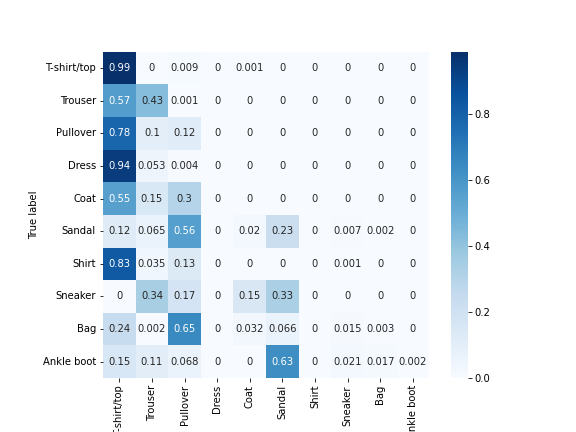 T-shirt/top 0.99 0 0.009 0 0.001 0 0 0 0 0
Trouser 0.57 0.43 0.001 0 0 0 0 0 0 0
Pullover 0.78 0.1 0.12 0 0 0 0 0 0 0
Dress 0.94 0.053 0.004 0 0 0 0 0 0 0
Coat 0.55 0.15 0.3 0 0 0 0 0 0 0
Sandal 0.12 0.065 0.56 0 0.02 0.23 0 0.007 0.002 0
Shirt 0.83 0.035 0.13 0 0 0 0 0.001 0 0
Sneaker 0 0.34 0.17 0 0.15 0.33 0 0 0 0
Bag 0.24 0.002 0.65 0 0.032 0.066 0 0.015 0.003 0
Ankle boot 0.15 0.11 0.068 0 0 0.63 0 0.021 0.017 0.002
True label
-shirt/top
Trouser
Pullover
Dress
Coat
Sandal
Shirt
Sneaker
Bag
nkle boot
0.8
0.6
0.4
0.2
0.0